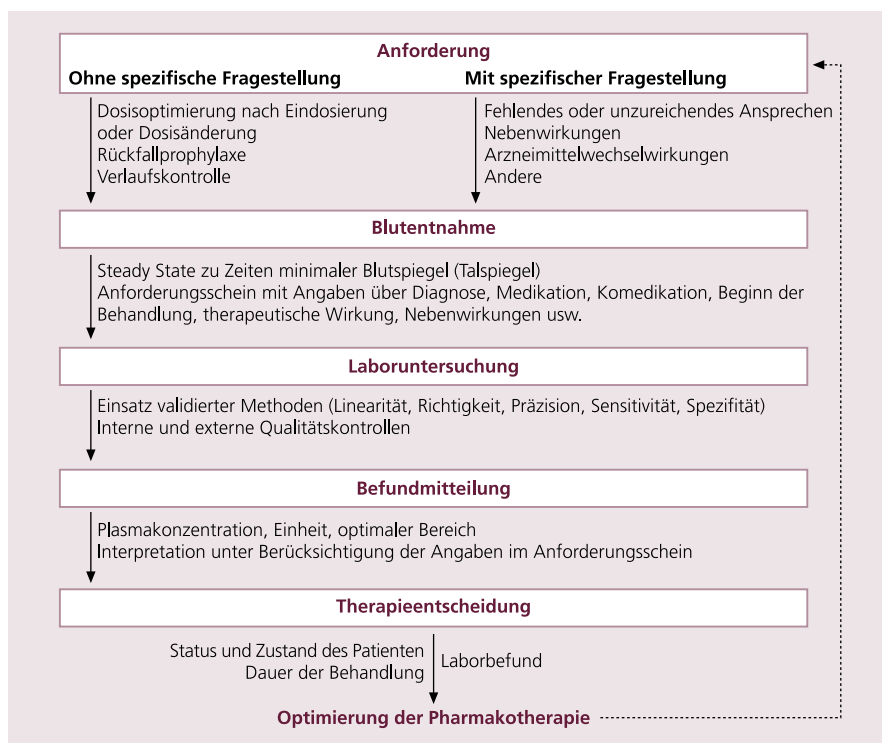 Anforderung
Ohne spezifische Fragestellung
Mit spezifischer Fragestellung
Dosisoptimierung nach Eindosierung
oder Dosisänderung
Rückfallprophylaxe
Verlaufskontrolle
Fehlendes oder unzureichendes Ansprechen
Nebenwirkungen
Arzneimittelwechselwirkungen
Andere
Blutentnahme
Steady State zu Zeiten minimaler Blutspiegel (Talspiegel)
Anforderungsschein mit Angaben über Diagnose, Medikation, Komedikation, Beginn der
Behandlung, therapeutische Wirkung, Nebenwirkungen usw.
Laboruntersuchung
Einsatz validierter Methoden (Linearität, Richtigkeit, Präzision, Sensitivität, Spezifität)
Interne und externe Qualitätskontrollen
Befundmitteilung
Plasmakonzentration, Einheit, optimaler Bereich
Interpretation unter Berücksichtigung der Angaben im Anforderungsschein
Therapieentscheidung
Status und Zustand des Patienten
Dauer der Behandlung
Laborbefund
Optimierung der Pharmakotherapie